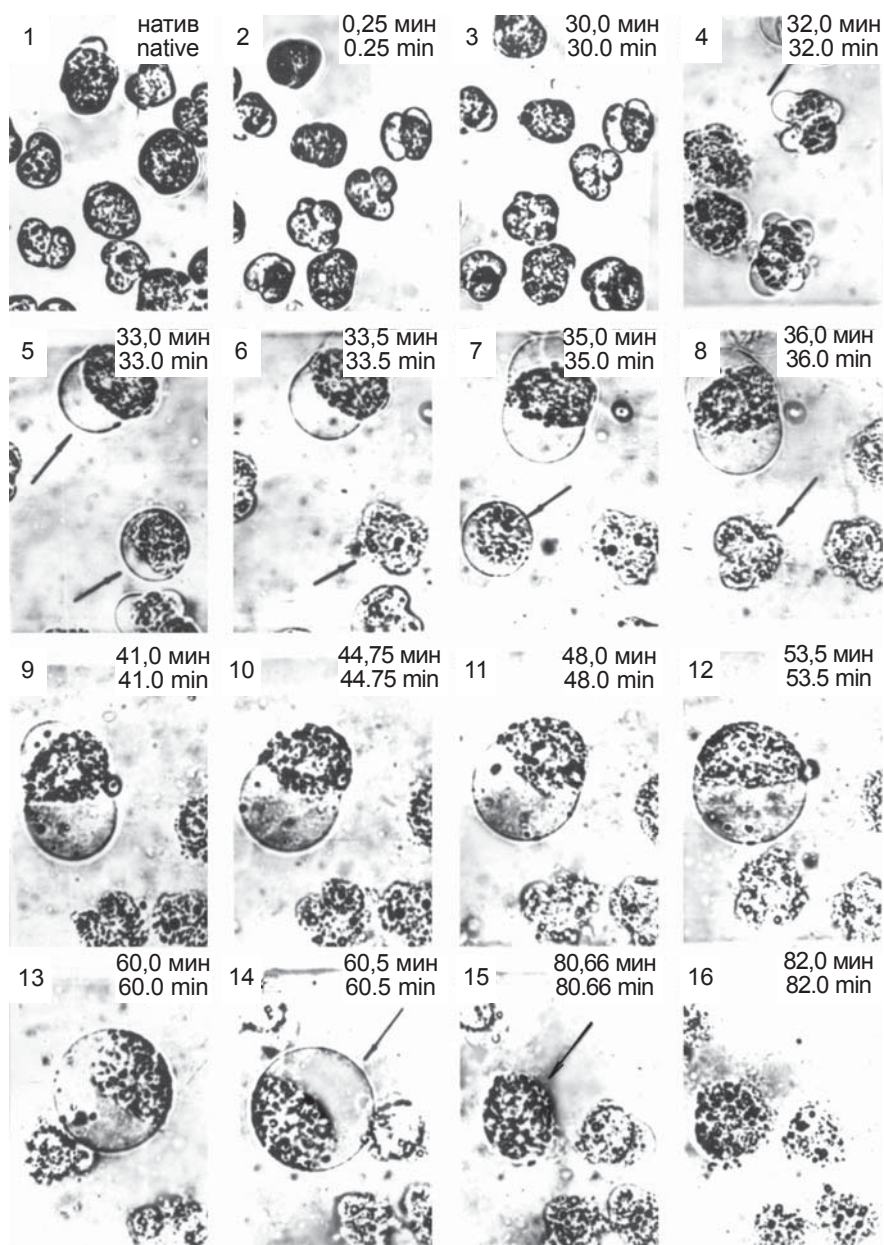 1
натив
native
2
0,25 мин
0.25 min
3
30,0 мин
30.0 min
4
32,0 мин
32.0 min
5
33,0 мин
33.0 min
6
33,5 мин
33.5 min
7
35,0 мин
35.0 min
8
36,0 мин
36.0 min
9
41,0 мин
41.0 min
10
44,75 мин
44.75 min
11
48,0 мин
48.0 min
12
53,5 мин
53.5 min
13
60,0 мин
60.0 min
14
60,5 мин
60.5 min
15
80,66 мин
80.66 min
16
82,0 мин
82.0 min